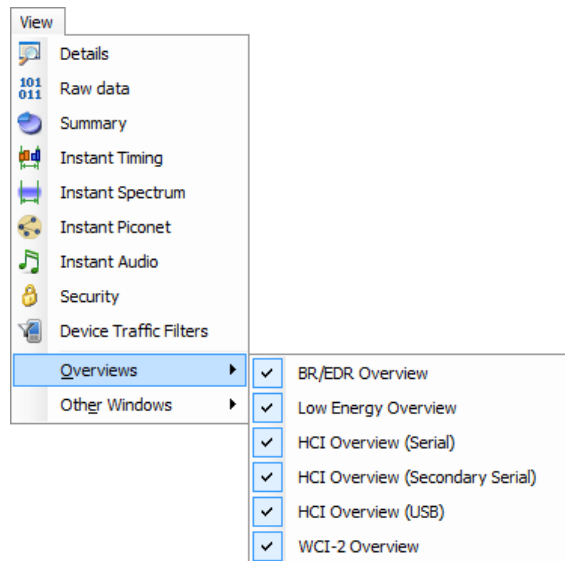 View
Details
101
011
Raw data
Summary
Instant Timing
Instant Spectrum
Instant Piconet
Instant Audio
Security
Device Traffic Filters
Overviews
Other Windows
BR/EDR Overview
Low Energy Overview
HCI Overview (Serial)
HCI Overview (Secondary Serial)
HCI Overview (USB)
WCI-2 Overview